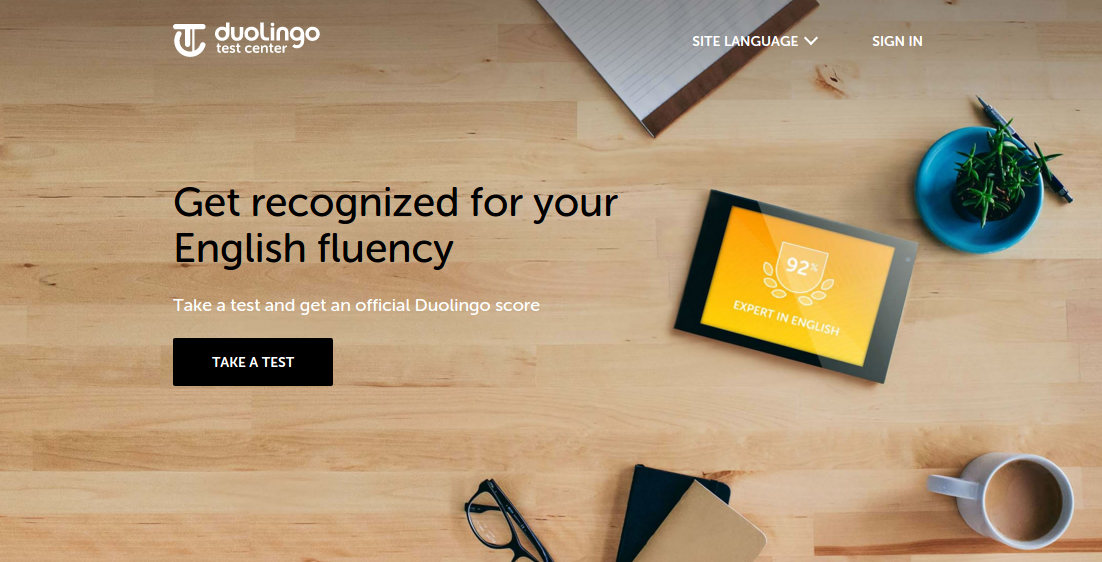 duolingo
test center
SITE LANGUAGE
SIGN IN
Get recognized for your
English fluency
Take a test and get an official Duolingo score
TAKE A TEST
92%
EXPERT IN ENGLISH